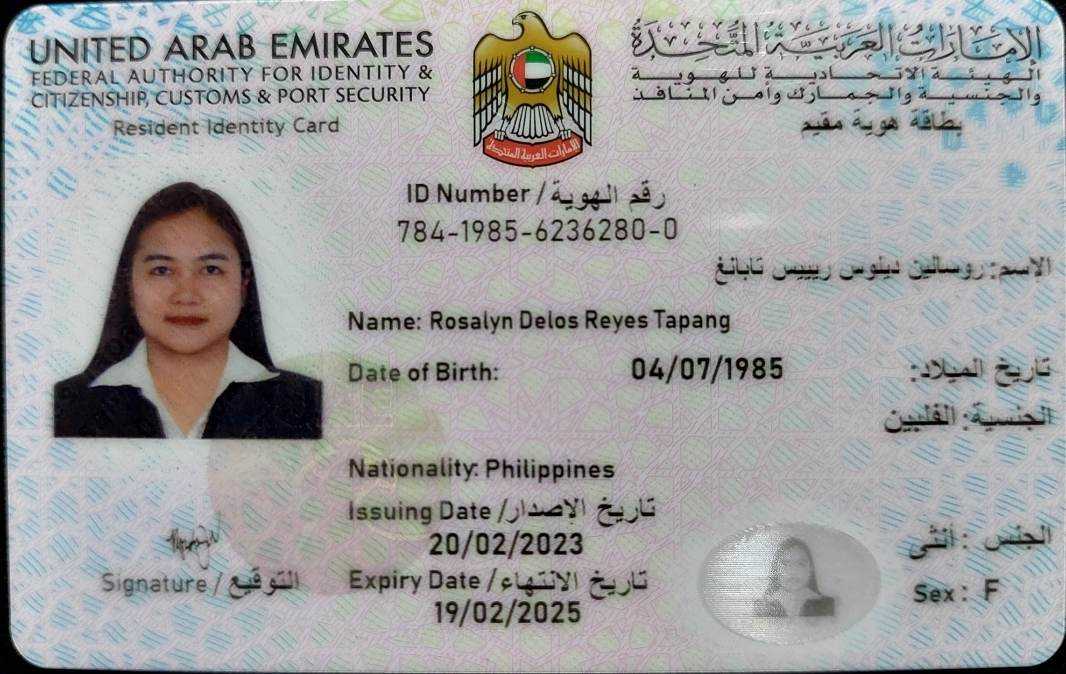 UNITED ARAB EMIRATES
الإمارات العربية المتحدة
FEDERAL AUTHORITY FOR IDENTITY &
الهيئة الاتحادية للهوية
CITIZENSHIP, CUSTOMS & PORT SECURITY
والجنسية والجمارك وأمن المنافذ
Resident Identity Card
بطاقة هوية مقيم
الإمارات العربية المتحدة
ID Number / رقم الهوية
784-1985-6236280-0
الاسم: روسالين ديلوس رييس تابانغ
Name: Rosalyn Delos Reyes Tapang
Date of Birth: 04/07/1985 تاريخ الميلاد:
الجنسية: الفلبين
Nationality: Philippines
Issuing Date / تاريخ الإصدار
20/02/2023
الجنس : أنثى
Signature / التوقيع
Expiry Date / تاريخ الانتهاء
Sex : F
19/02/2025